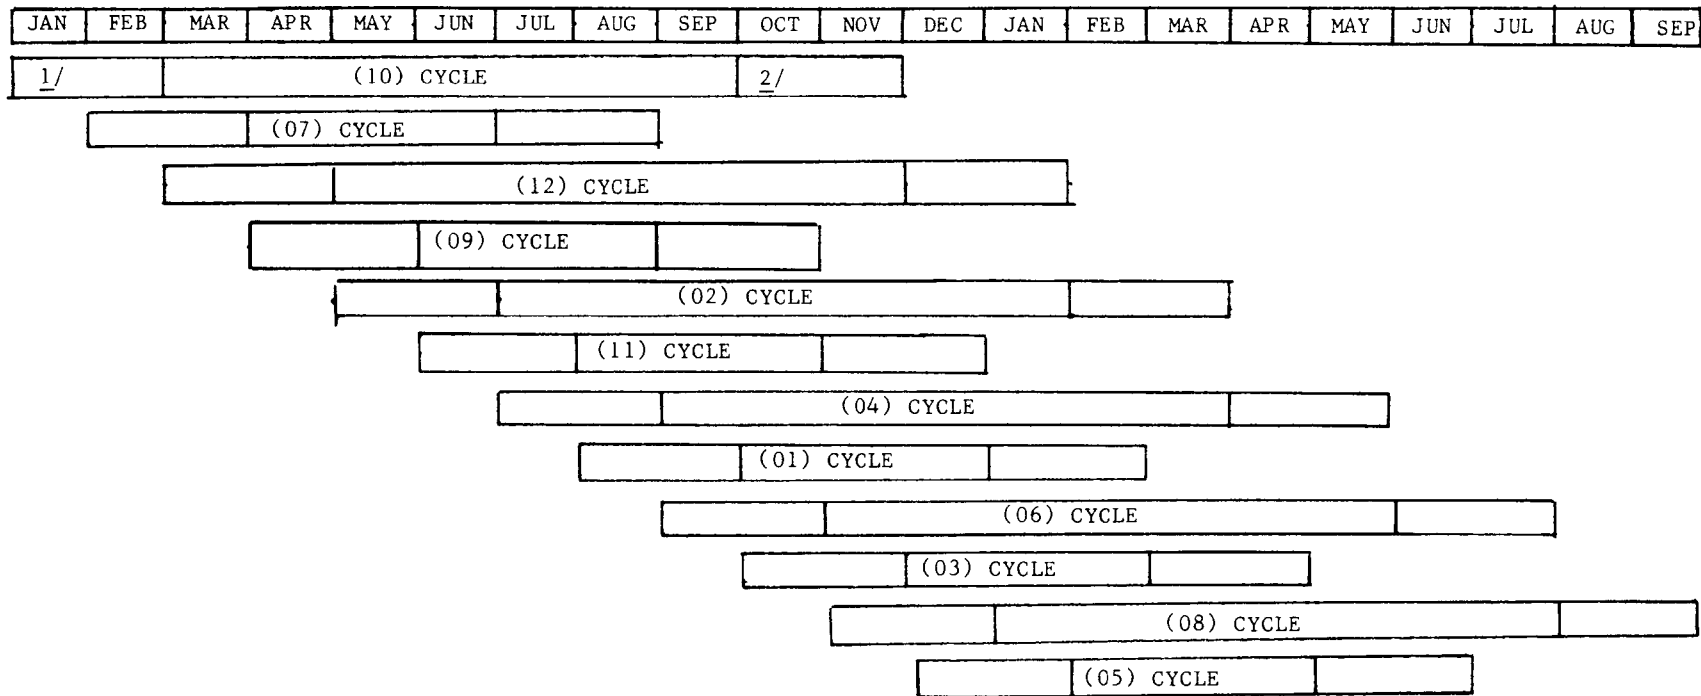 JAN FEB MAR APR MAY JUN JUL AUG SEP OCT NOV DEC JAN FEB MAR APR MAY JUN JUL AUG SEP
1/ (10) CYCLE 2/
(07) CYCLE
(12) CYCLE
(09) CYCLE
(02) CYCLE
(11) CYCLE
(04) CYCLE
(01) CYCLE
(06) CYCLE
(03) CYCLE
(08) CYCLE
(05) CYCLE